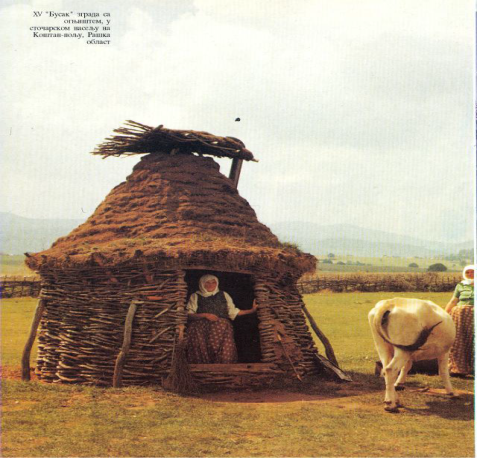 XV "Бусак" зграда са
огњиштем, у
сточарском насељу на
Коштан-пољу, Рашка
област